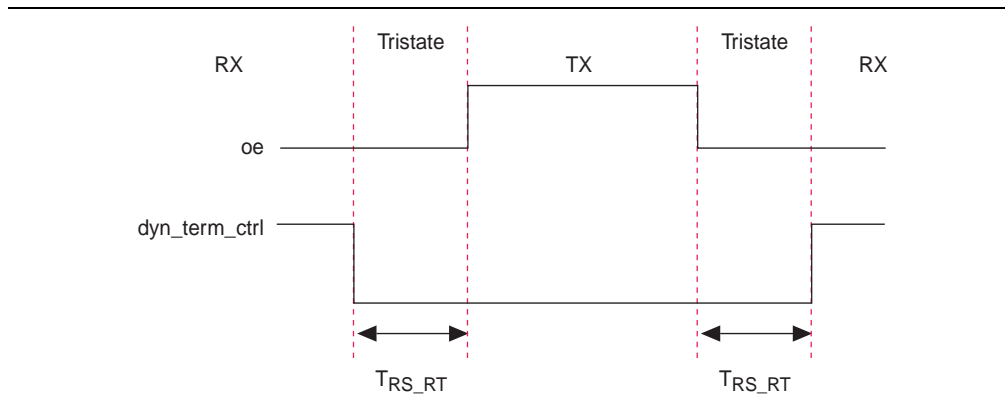 Tristate Tristate
RX TX RX
oe
dyn_term_ctrl
TRS_RT TRS_RT